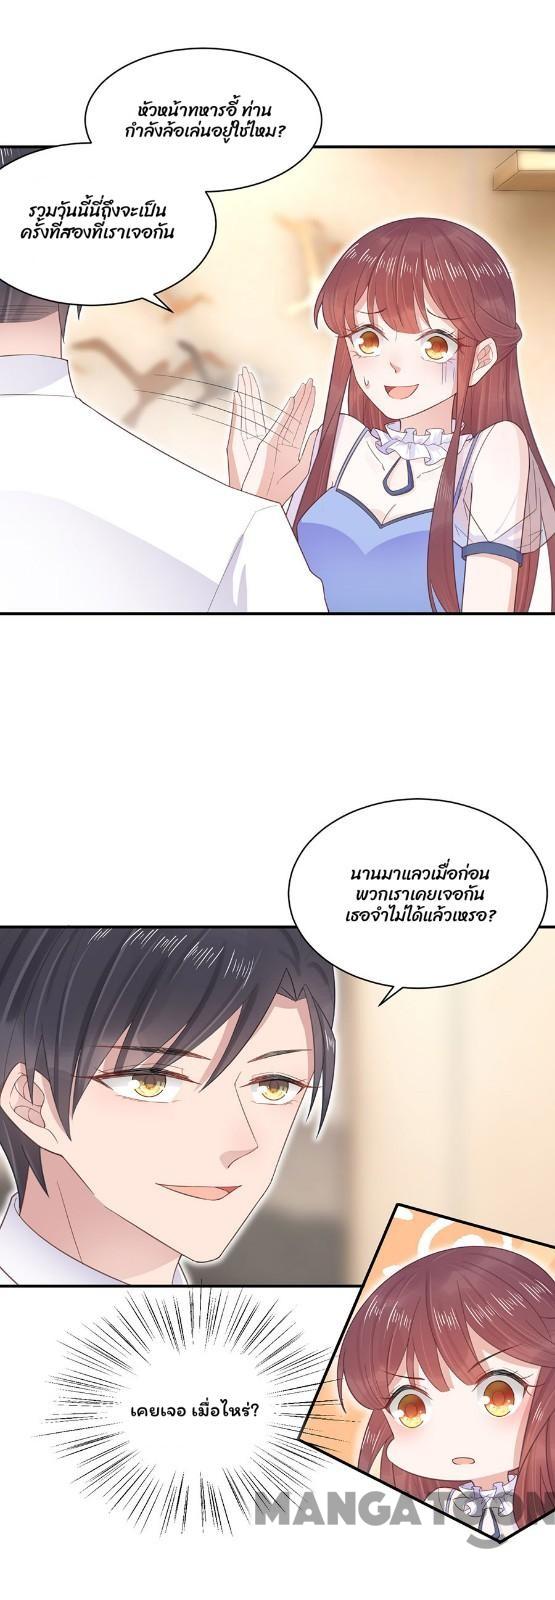 หัวหน้าทหารอี้ ท่าน
กำลังล้อเล่นอยู่ใช่ไหม?
รวมวันนี้นี่ถึงจะเป็น
ครั้งที่สองที่เราเจอกัน
นานมาแลวเมื่อก่อน
พวกเราเคยเจอกัน
เธอจำไม่ได้แล้วเหรอ?
เคยเจอ เมื่อไหร่?
MANGATOON